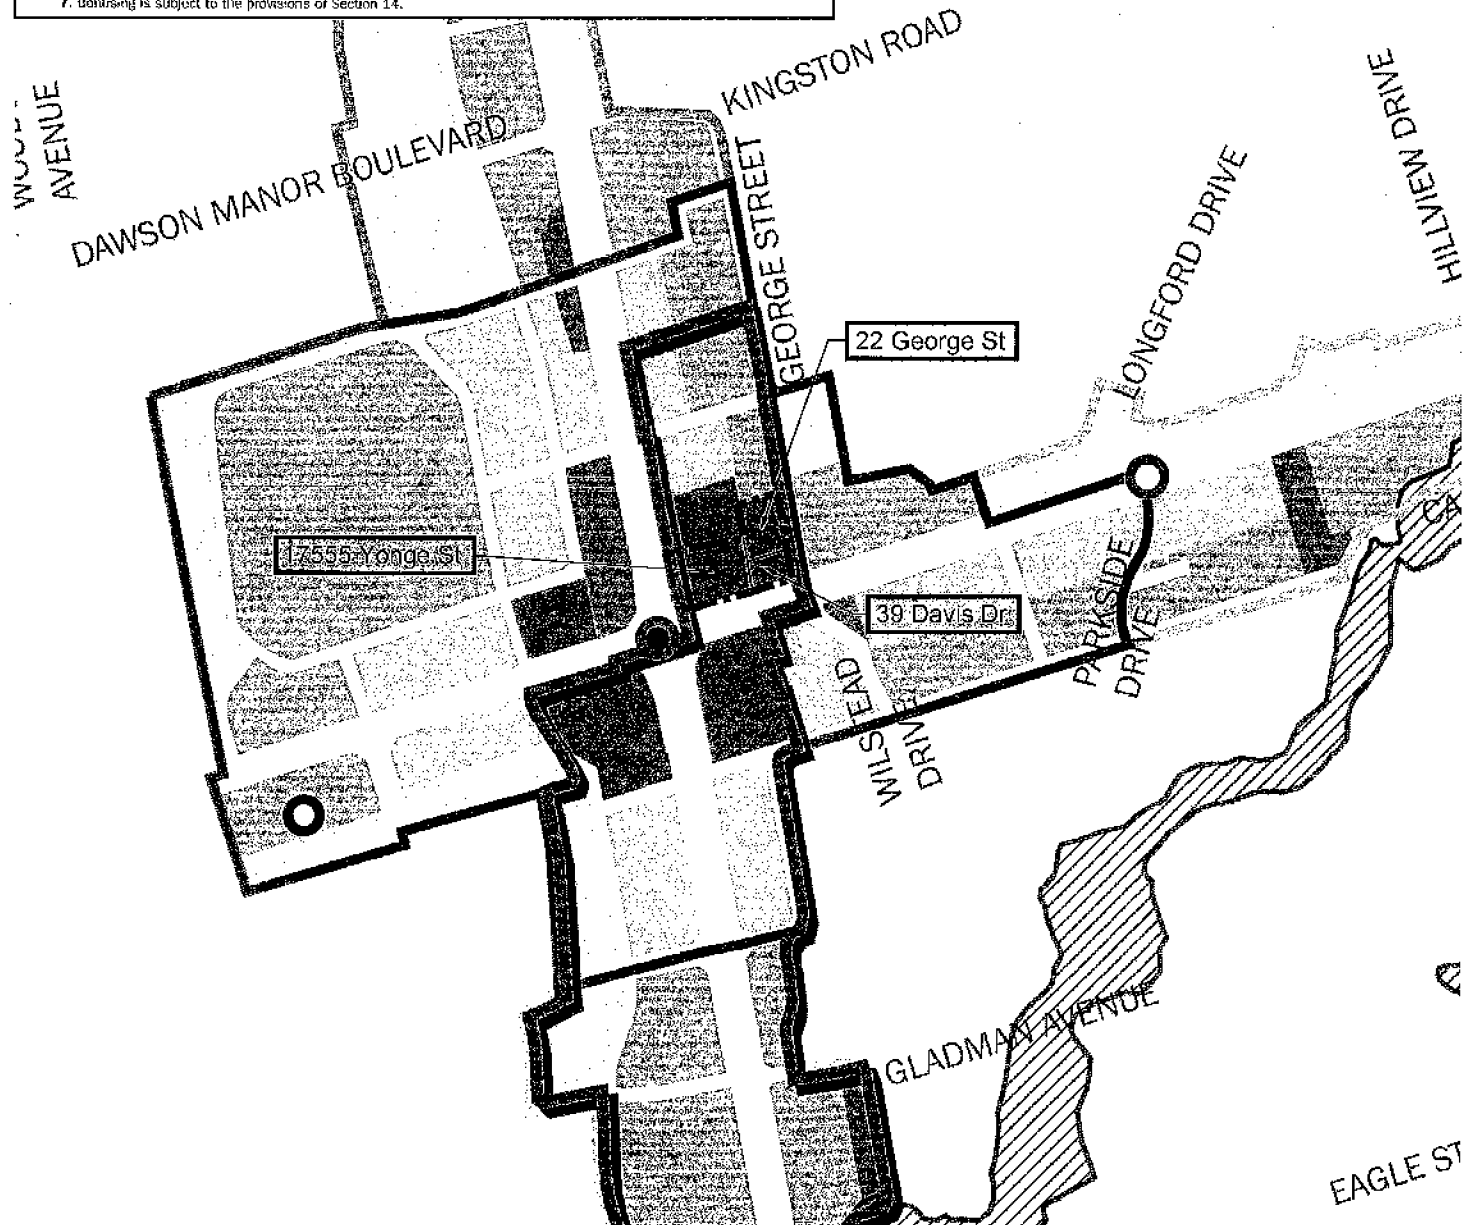 7. Bonusing is subject to the provisions of Section 14.
KINGSTON ROAD
HILLVIEW DRIVE
AVENUE
DAWSON MANOR BOULEVARD
GEORGE STREET
LONGFORD DRIVE
22 George St
17555 Yonge St
39 Davis Dr
PARKSIDE
DRIVE
WILSTEAD
DRIVE
GLADMAN AVENUE
EAGLE ST